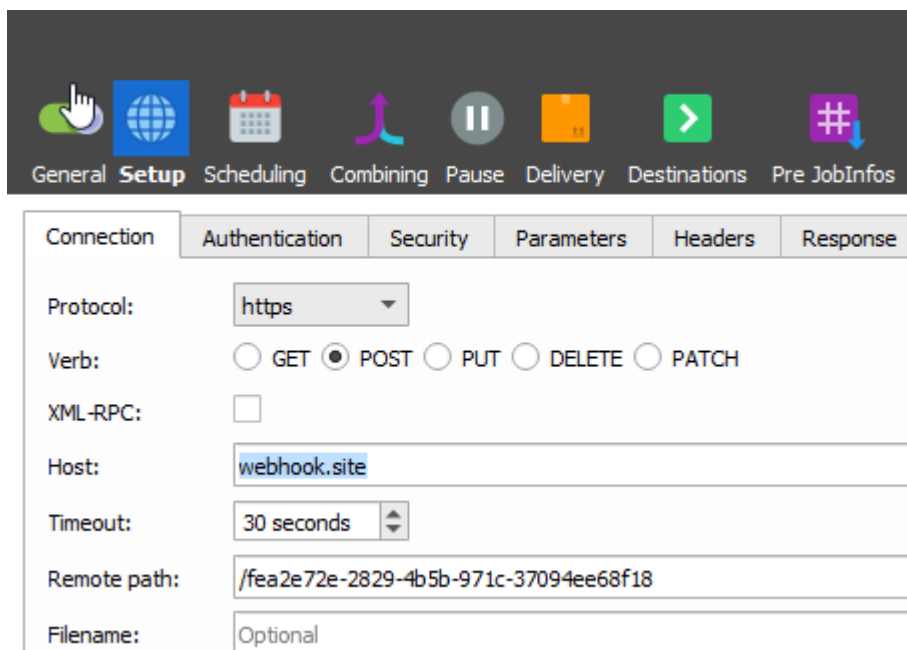 General Setup Scheduling Combining Pause Delivery Destinations Pre JobInfos
Connection Authentication Security Parameters Headers Response
Protocol: https
Verb: GET POST PUT DELETE PATCH
XML-RPC:
Host: webhook.site
Timeout: 30 seconds
Remote path: /fea2e72e-2829-4b5b-971c-37094ee68f18
Filename: Optional